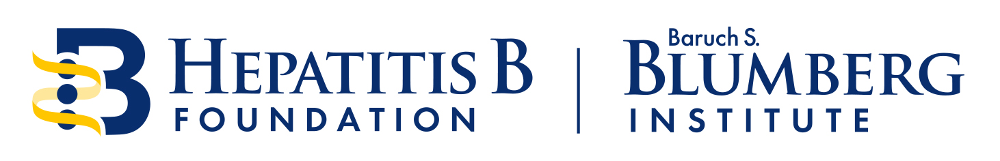 B
HEPATITIS B
FOUNDATION
Baruch S.
BLUMBERG
INSTITUTE